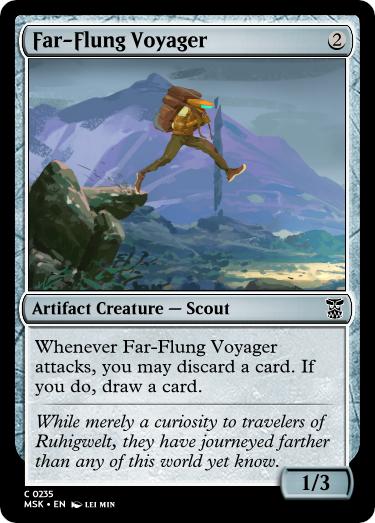 Far-Flung Voyager
2
Artifact Creature — Scout
Whenever Far-Flung Voyager
attacks, you may discard a card. If
you do, draw a card.
While merely a curiosity to travelers of
Ruhigwelt, they have journeyed farther
than any of this world yet know.
1/3
C 0235
MSK • EN LEI MIN